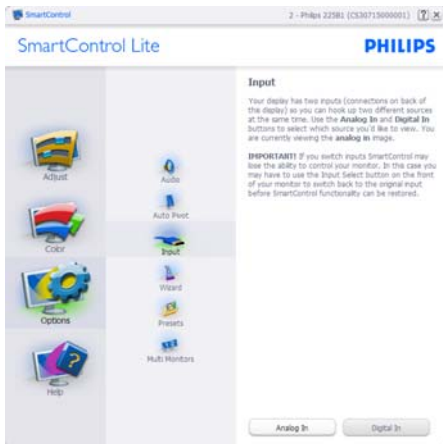 SmartControl
2 - Philips 225B1 (CS30715000001)
? X
SmartControl Lite
PHILIPS
Adjust
Color
Options
Help
Audio
Auto Pivot
Input
Wizard
Presets
Multi Monitors
Input
Your display has two inputs (connections on back of
the display) so you can hook up two different sources
at the same time. Use the Analog In and Digital In
buttons to select which source you'd like to view. You
are currently viewing the analog in image.
IMPORTANT! If you switch inputs SmartControl may
lose the ability to control your monitor. In this case you
may have to use the Input Select button on the front
of your monitor to switch back to the original input
before SmartControl functionality can be restored.
Analog In
Digital In